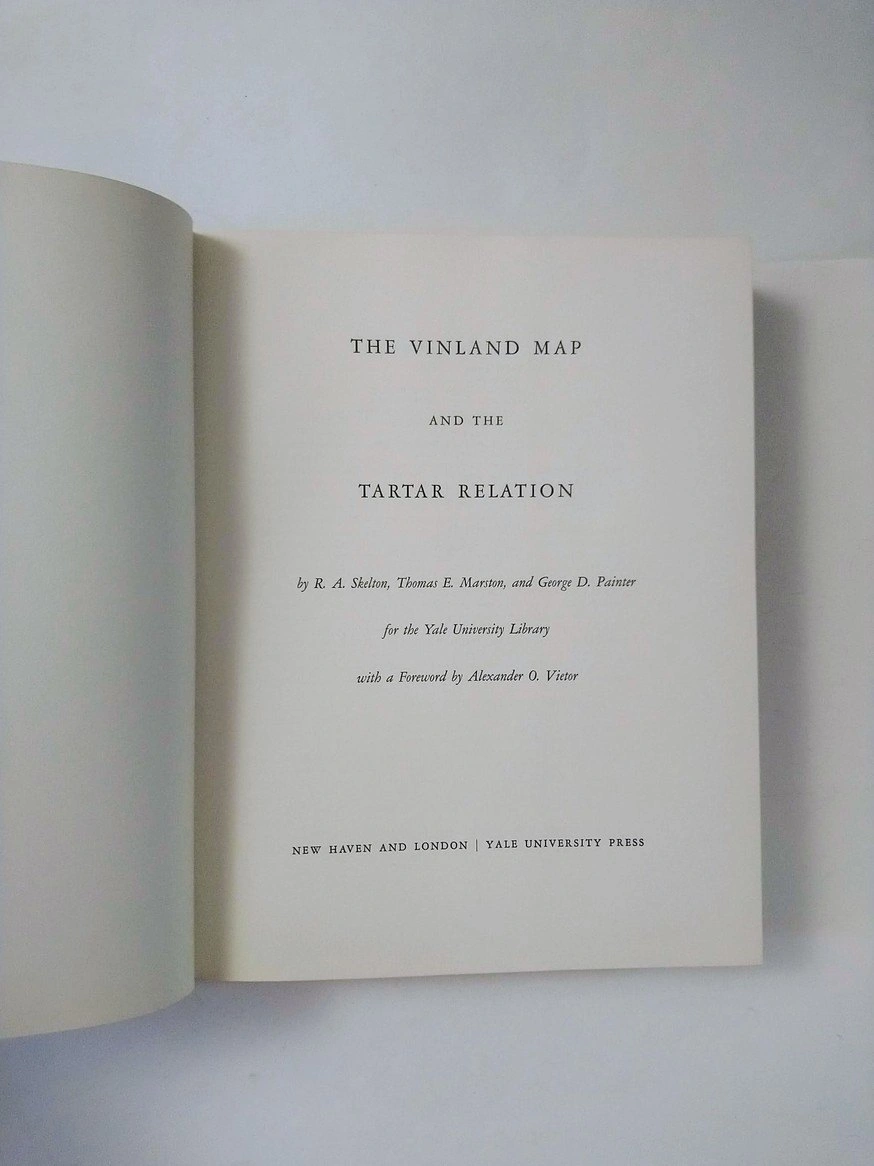 THE VINLAND MAP
AND THE
TARTAR RELATION
by R. A. Skelton, Thomas E. Marston, and George D. Painter
for the Yale University Library
with a Foreword by Alexander O. Vietor
NEW HAVEN AND LONDON | YALE UNIVERSITY PRESS